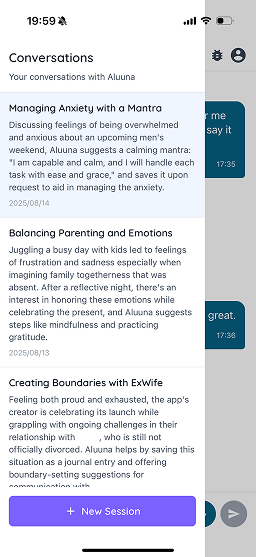 19:59
Conversations
Your conversations with Aluuna
Managing Anxiety with a Mantra
Discussing feelings of being overwhelmed
and anxious about an upcoming men's
weekend, Aluuna suggests a calming mantra:
"I am capable and calm, and I will handle each
task with ease and grace," and saves it upon
request to aid in managing the anxiety.
2025/08/14
Balancing Parenting and Emotions
Juggling a busy day with kids led to feelings
of frustration and sadness especially when
imagining family togetherness that was
absent. After a reflective night, there's an
interest in honoring these emotions while
celebrating the present, and Aluuna suggests
steps like mindfulness and practicing
gratitude.
2025/08/13
Creating Boundaries with ExWife
Feeling both proud and exhausted, the app's
creator is celebrating its launch while
grappling with ongoing challenges in their
relationship with , who is still not
officially divorced. Aluuna helps by saving this
situation as a journal entry and offering
boundary-setting suggestions for
communication with
+ New Session
r me
say it
17:35
great.
17:36